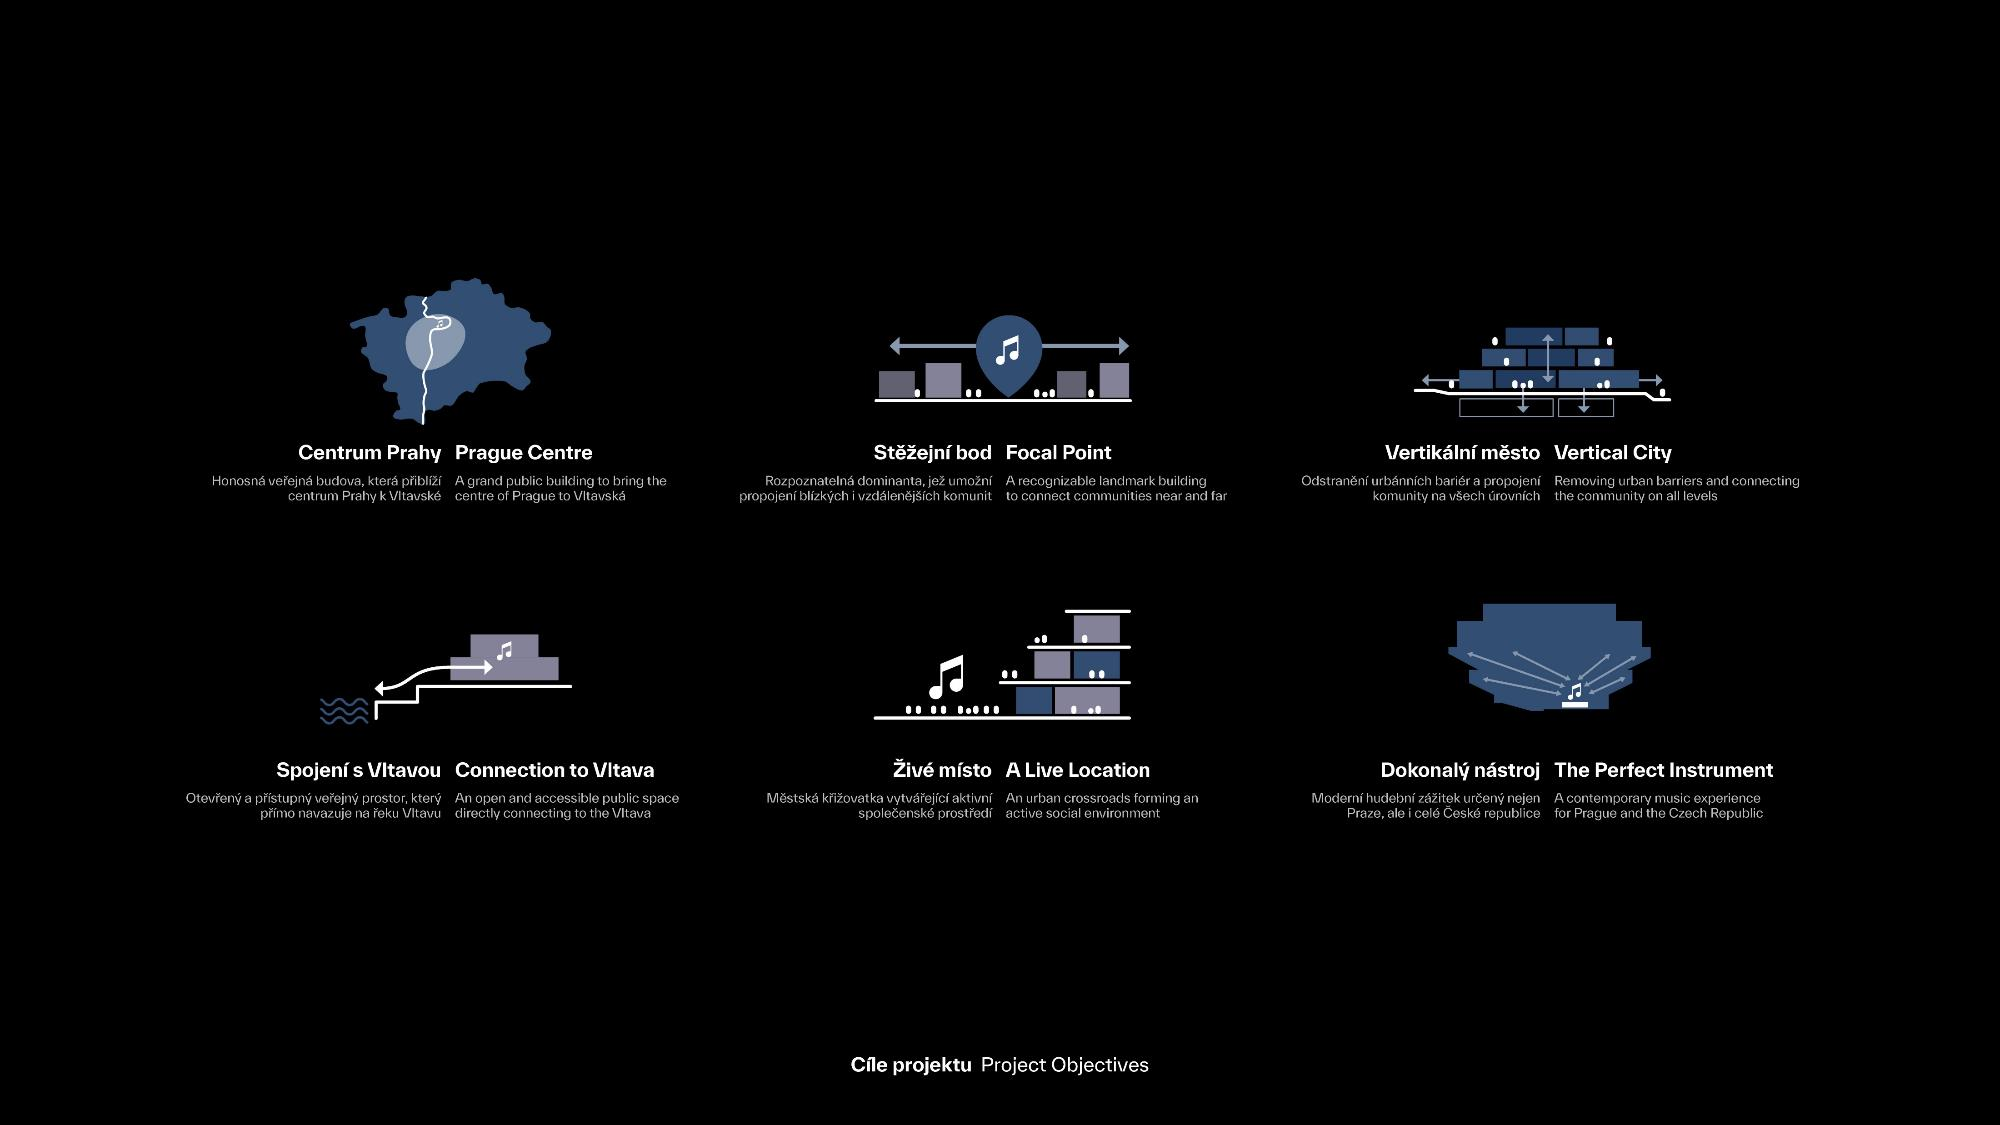 Centrum Prahy Prague Centre
Honosná veřejná budova, která přiblíží
centrum Prahy k Vltavské
A grand public building to bring the
centre of Prague to Vltavská
Stěžejní bod Focal Point
Rozpoznatelná dominanta, jež umožní
propojení blízkých i vzdálenějších komunit
A recognizable landmark building
to connect communities near and far
Vertikální město Vertical City
Odstranění urbánních bariér a propojení
komunity na všech úrovních
Removing urban barriers and connecting
the community on all levels
Spojení s Vltavou Connection to Vltava
Otevřený a přístupný veřejný prostor, který
přímo navazuje na řeku Vltavu
An open and accessible public space
directly connecting to the Vltava
Živé místo A Live Location
Městská křižovatka vytvářející aktivní
společenské prostředí
An urban crossroads forming an
active social environment
Dokonalý nástroj The Perfect Instrument
Moderní hudební zážitek určený nejen
Praze, ale i celé České republice
A contemporary music experience
for Prague and the Czech Republic
Cíle projektu Project Objectives